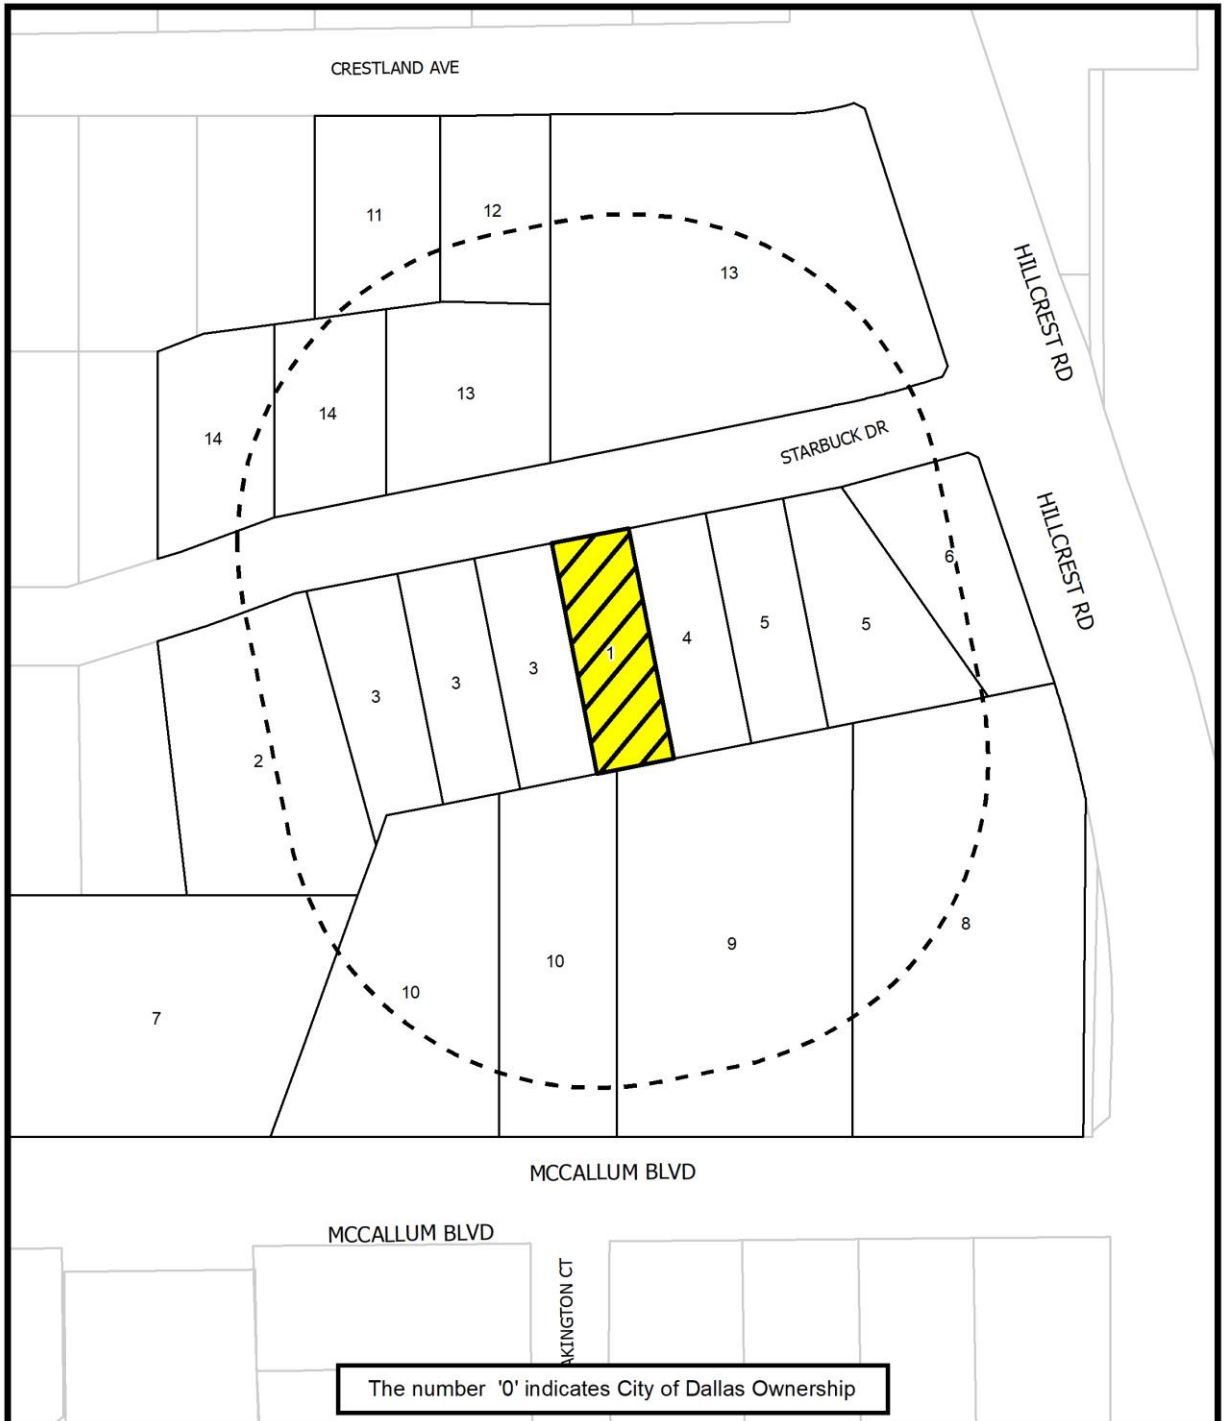 CRESTLAND AVE
11
12
13
HILLCREST RD
14
14
13
STARBUCK DR
HILLCREST RD
6
1
4
5
5
3
3
3
2
8
9
10
10
7
MCCALLUM BLVD
MCCALLUM BLVD
AKINGTON CT
The number '0' indicates City of Dallas Ownership